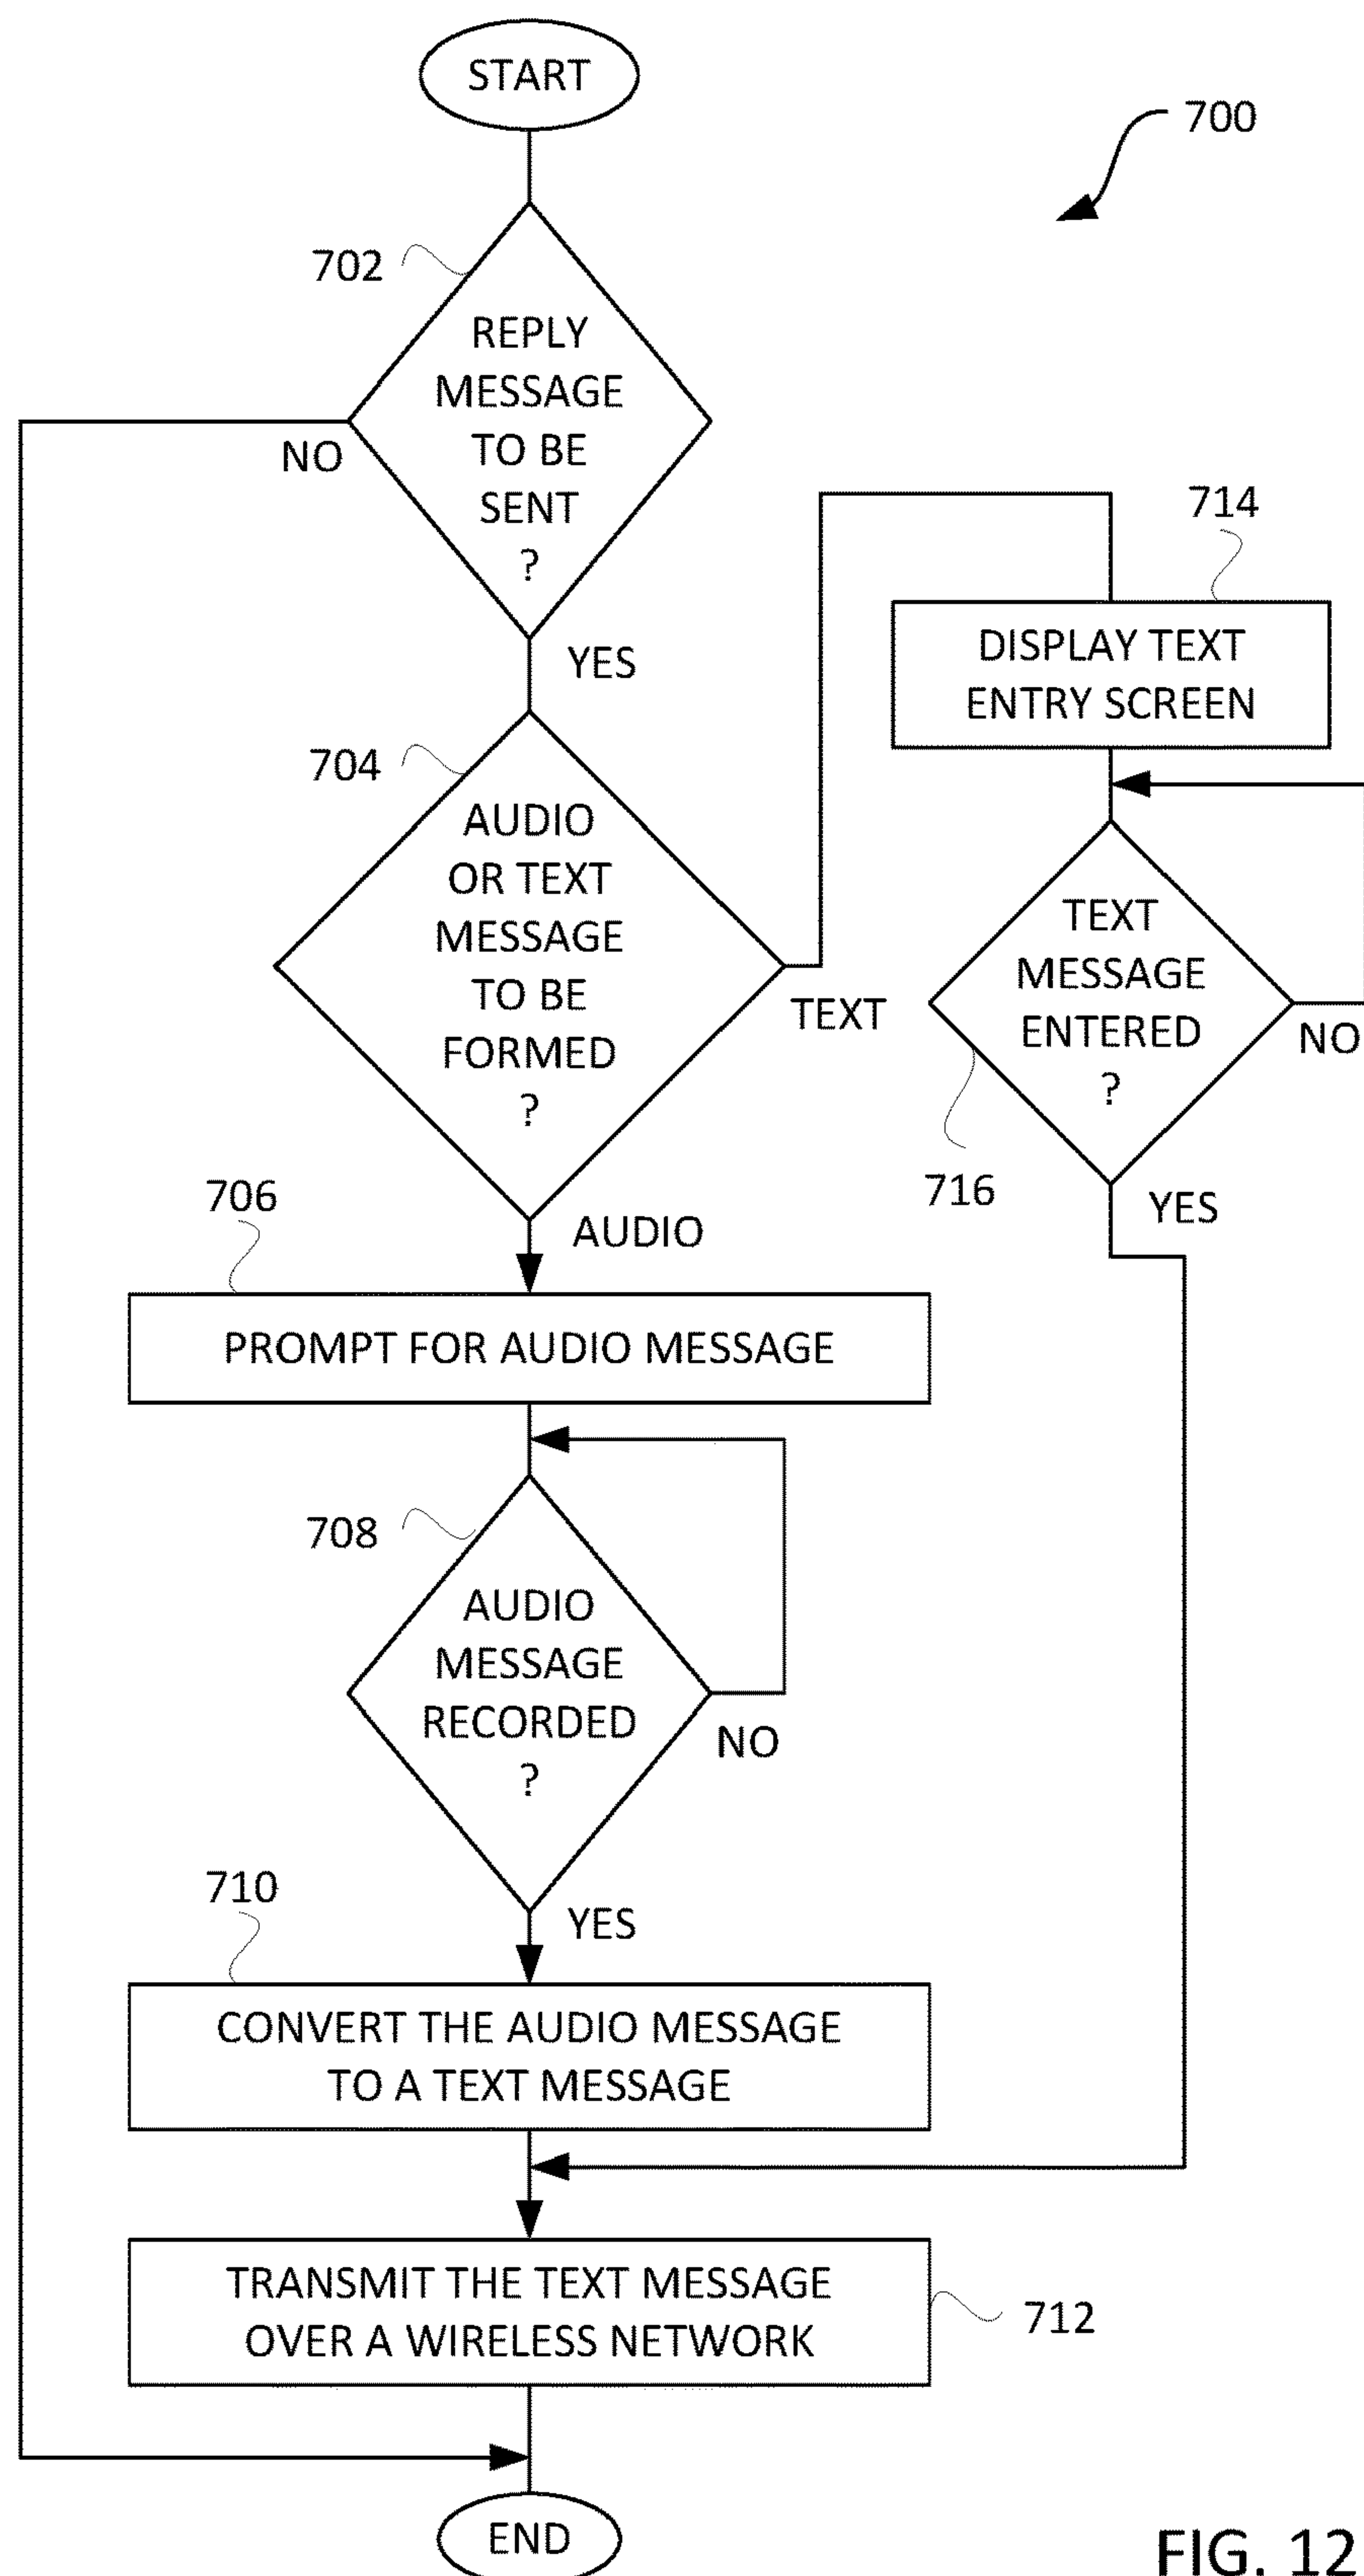 START
700
702
REPLY
MESSAGE
TO BE
SENT
?
NO
YES
714
DISPLAY TEXT
ENTRY SCREEN
704
AUDIO
OR TEXT
MESSAGE
TO BE
FORMED
?
TEXT
TEXT
MESSAGE
ENTERED
?
NO
716
YES
706
AUDIO
PROMPT FOR AUDIO MESSAGE
708
AUDIO
MESSAGE
RECORDED
?
NO
710
YES
CONVERT THE AUDIO MESSAGE
TO A TEXT MESSAGE
TRANSMIT THE TEXT MESSAGE
OVER A WIRELESS NETWORK
712
END
FIG. 12